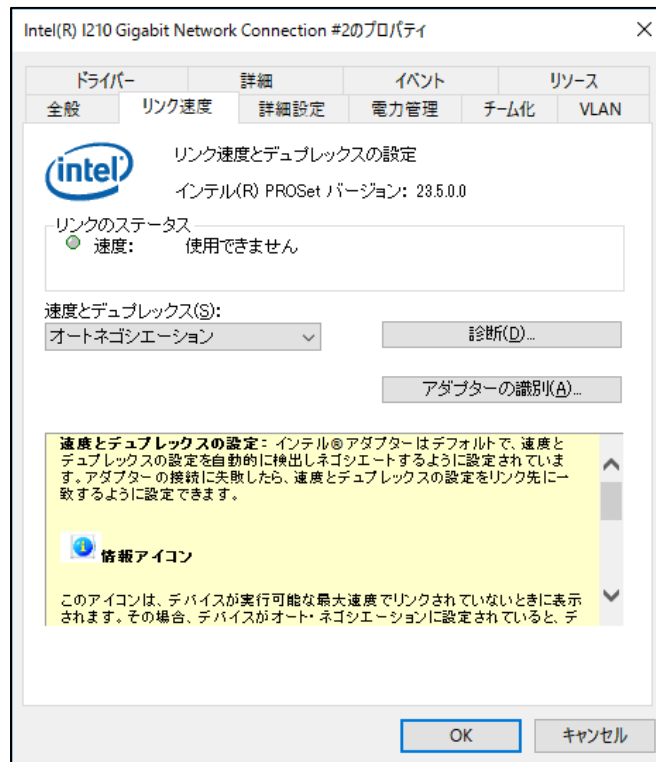 Intel(R) I210 Gigabit Network Connection #2のプロパティ
ドライバー 詳細 イベント リソース
全般 リンク速度 詳細設定 電力管理 チーム化 VLAN
intel
リンク速度とデュプレックスの設定
インテル(R) PROSet バージョン: 23.5.0.0
リンクのステータス
速度: 使用できません
速度とデュプレックス(S):
オートネゴシエーション
診断(D)...
アダプターの識別(A)...
速度とデュプレックスの設定: インテル®アダプターはデフォルトで、速度と
デュプレックスの設定を自動的に検出しネゴシエートするように設定されていま
す。アダプターの接続に失敗したら、速度とデュプレックスの設定をリンク先に一
致するように設定できます。
情報アイコン
このアイコンは、デバイスが実行可能な最大速度でリンクされていないときに表示
されます。その場合、デバイスがオート・ネゴシエーションに設定されていると、デ
OK キャンセル